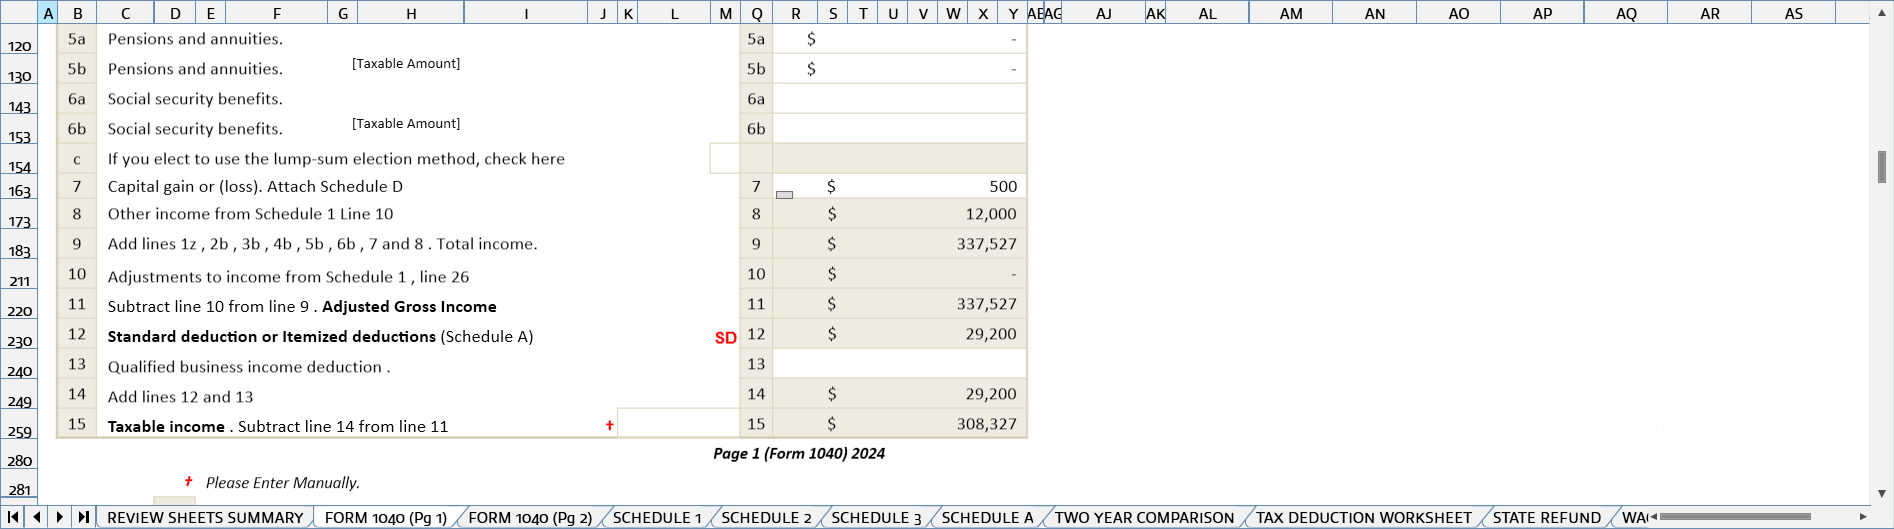 A B C D E F G H I J K L M Q R S T U V W X Y AE AG AJ AK AL AM AN AO AP AQ AR AS
120 5a Pensions and annuities. 5a $ -
130 5b Pensions and annuities. [Taxable Amount] 5b $ -
143 6a Social security benefits. 6a
153 6b Social security benefits. [Taxable Amount] 6b
154 c If you elect to use the lump-sum election method, check here
163 7 Capital gain or (loss). Attach Schedule D 7 $ 500
173 8 Other income from Schedule 1 Line 10 8 $ 12,000
183 9 Add lines 1z , 2b , 3b , 4b , 5b , 6b , 7 and 8 . Total income. 9 $ 337,527
211 10 Adjustments to income from Schedule 1 , line 26 10 $ -
220 11 Subtract line 10 from line 9 . Adjusted Gross Income 11 $ 337,527
230 12 Standard deduction or Itemized deductions (Schedule A) SD 12 $ 29,200
240 13 Qualified business income deduction . 13
249 14 Add lines 12 and 13 14 $ 29,200
259 15 Taxable income . Subtract line 14 from line 11 ✝ 15 $ 308,327
280 Page 1 (Form 1040) 2024
281 ✝ Please Enter Manually.
REVIEW SHEETS SUMMARY FORM 1040 (Pg 1) FORM 1040 (Pg 2) SCHEDULE 1 SCHEDULE 2 SCHEDULE 3 SCHEDULE A TWO YEAR COMPARISON TAX DEDUCTION WORKSHEET STATE REFUND WA